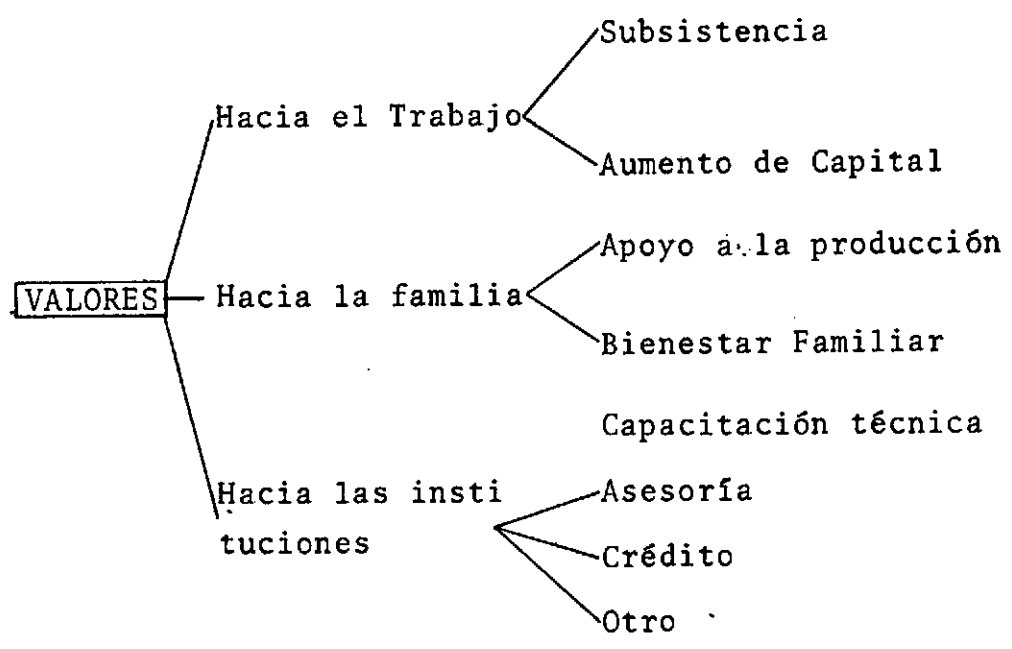 Subsistencia
Hacia el Trabajo
Aumento de Capital
Apoyo a la producción
VALORES
Hacia la familia
Bienestar Familiar
Capacitación técnica
Hacia las insti
tuciones
Asesoría
Crédito
Otro